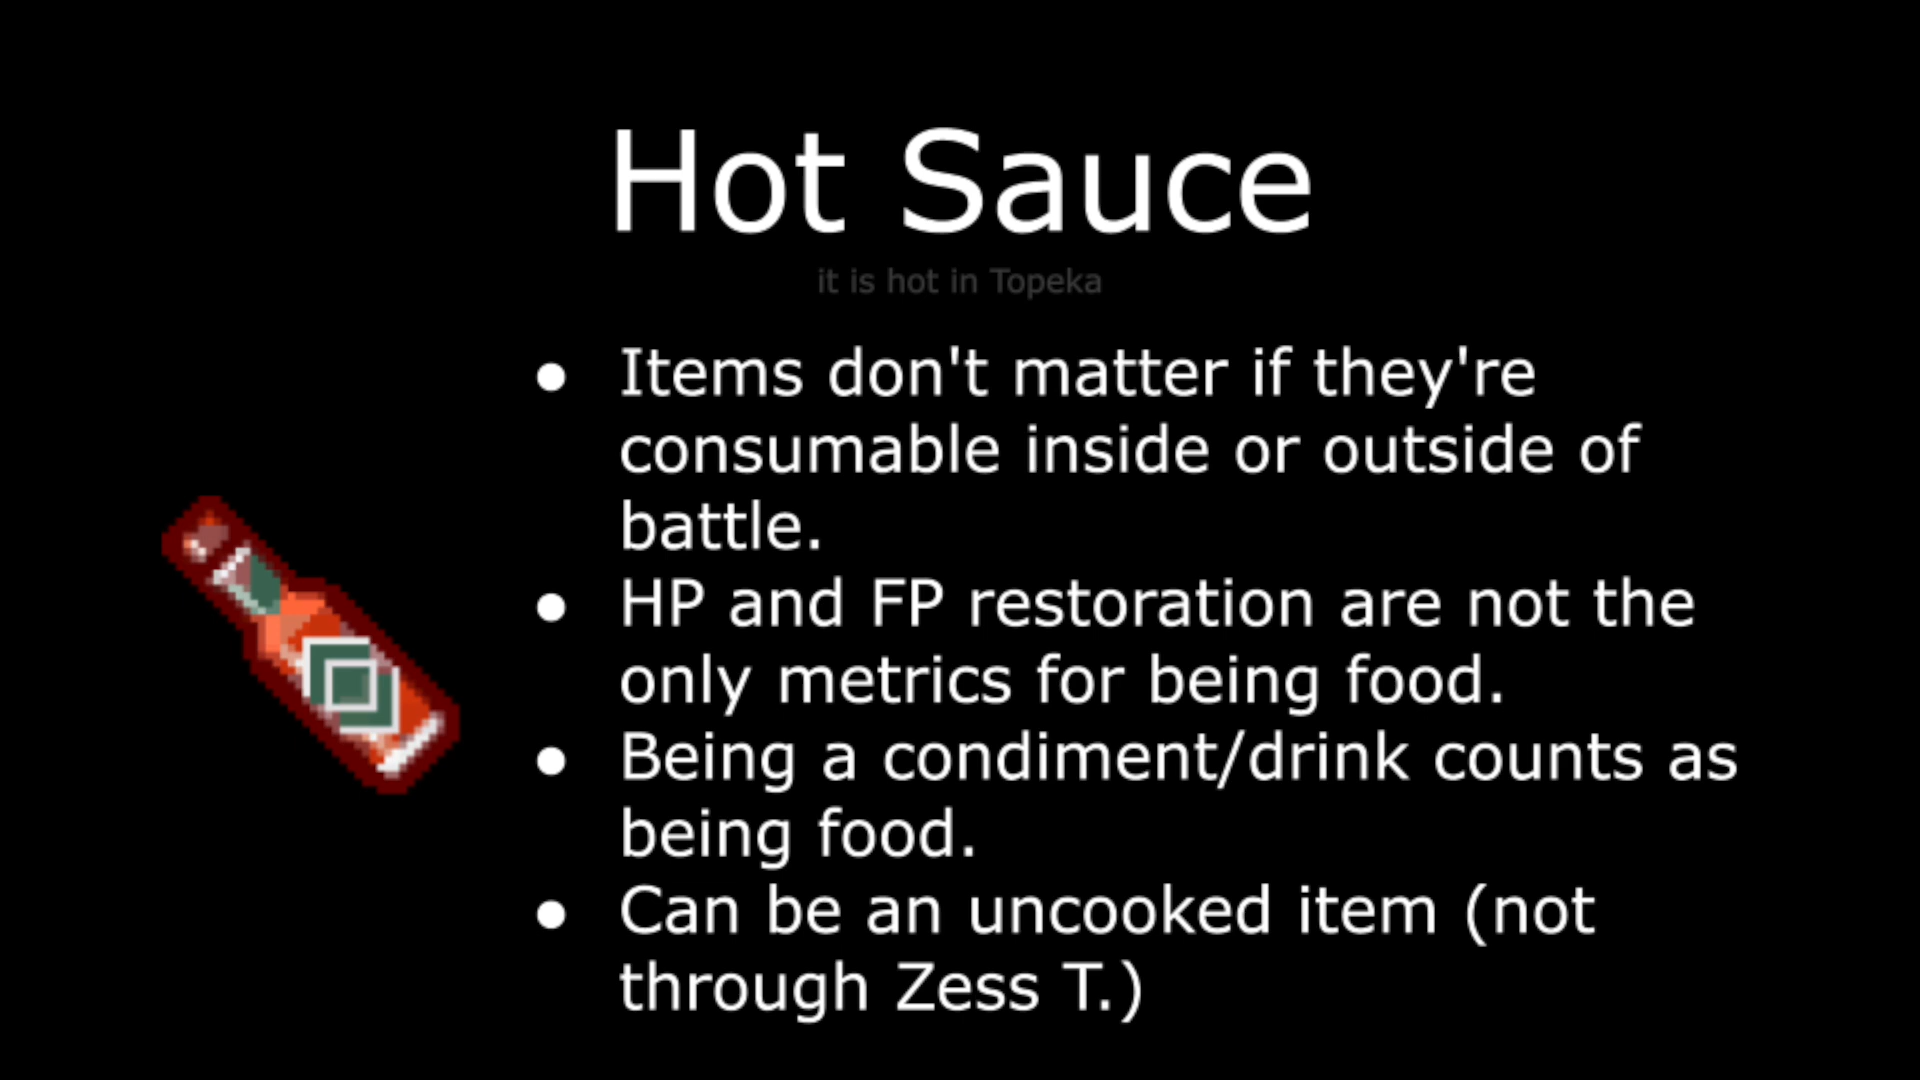 Hot Sauce
it is hot in Topeka
● Items don't matter if they're
consumable inside or outside of
battle.
● HP and FP restoration are not the
only metrics for being food.
● Being a condiment/drink counts as
being food.
● Can be an uncooked item (not
through Zess T.)